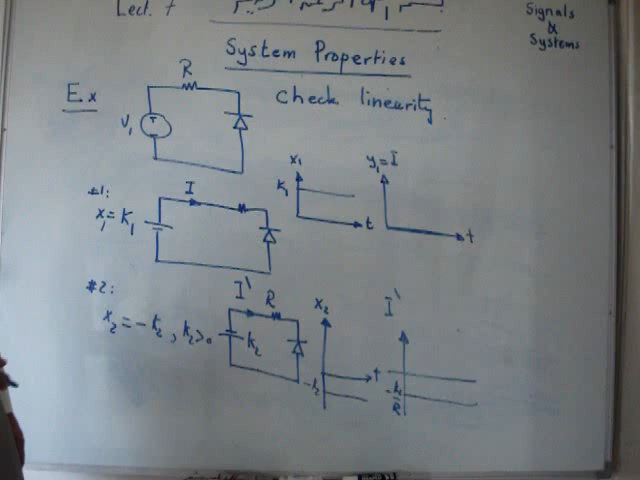 Lect. 7
Signals
&
Systems
System Properties
Ex
check linearity
R
V₁
+
-
#1:
x₁ = K₁
I
x₁
K₁
t
y₁ = I
t
#2:
x₂ = -k₂, k₂>0
I'
R
k₂
x₂
-k₂
t
I'
-k₂
R